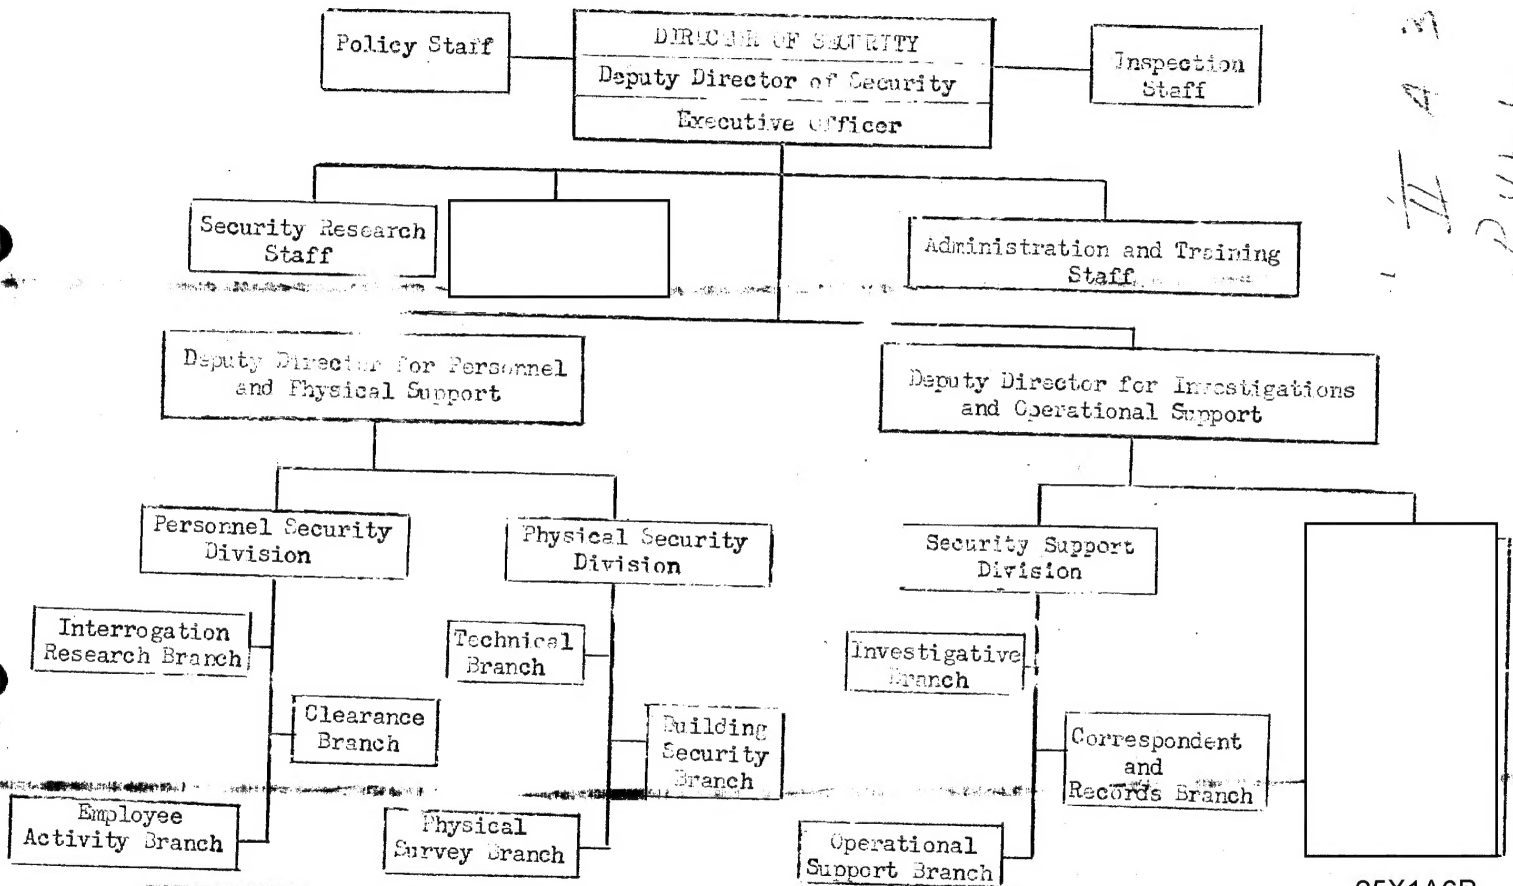 Policy Staff
DIRECTOR OF SECURITY
Deputy Director of Security
Executive Officer
Inspection
Staff
II A 3
Security Research
Staff
Administration and Training
Staff
Deputy Director for Personnel
and Physical Support
Deputy Director for Investigations
and Operational Support
Personnel Security
Division
Physical Security
Division
Security Support
Division
Interrogation
Research Branch
Technical
Branch
Investigative
Branch
Clearance
Branch
Building
Security
Branch
Correspondent
and
Records Branch
Employee
Activity Branch
Physical
Survey Branch
Operational
Support Branch